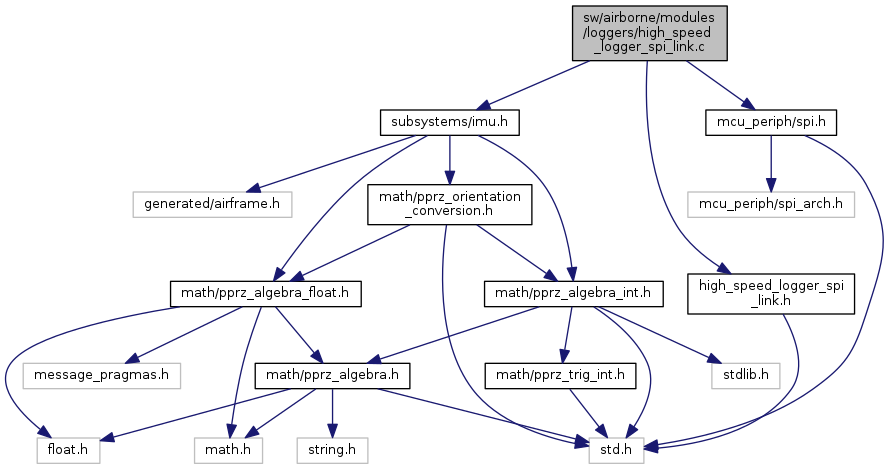 sw/airborne/modules
/loggers/high_speed
_logger_spi_link.c
subsystems/imu.h
mcu_periph/spi.h
generated/airframe.h
math/pprz_orientation
_conversion.h
mcu_periph/spi_arch.h
math/pprz_algebra_float.h
math/pprz_algebra_int.h
high_speed_logger_spi
_link.h
message_pragmas.h
math/pprz_algebra.h
math/pprz_trig_int.h
stdlib.h
float.h
math.h
string.h
std.h